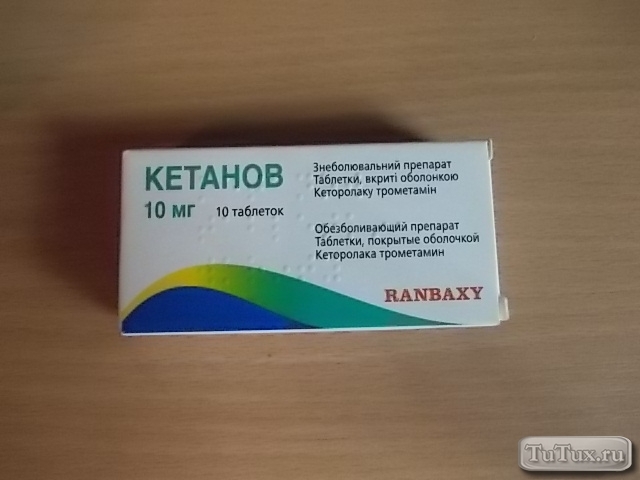 КЕТАНОВ
10 мг 10 таблеток
Знеболювальний препарат
Таблетки, вкриті оболонкою
Кеторолаку трометамін
Обезболивающий препарат
Таблетки, покрытые оболочкой
Кеторолака трометамин
RANBAXY
TuTux.ru